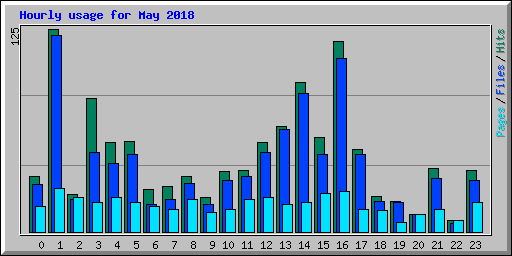 Hourly usage for May 2018
125
Pages/Files/Hits
0 1 2 3 4 5 6 7 8 9 10 11 12 13 14 15 16 17 18 19 20 21 22 23